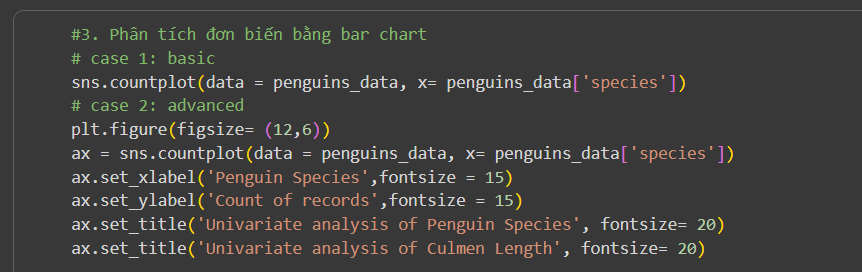 #3. Phân tích đơn biến bằng bar chart
# case 1: basic
sns.countplot(data = penguins_data, x= penguins_data['species'])
# case 2: advanced
plt.figure(figsize= (12,6))
ax = sns.countplot(data = penguins_data, x= penguins_data['species'])
ax.set_xlabel('Penguin Species',fontsize = 15)
ax.set_ylabel('Count of records',fontsize = 15)
ax.set_title('Univariate analysis of Penguin Species', fontsize= 20)
ax.set_title('Univariate analysis of Culmen Length', fontsize= 20)